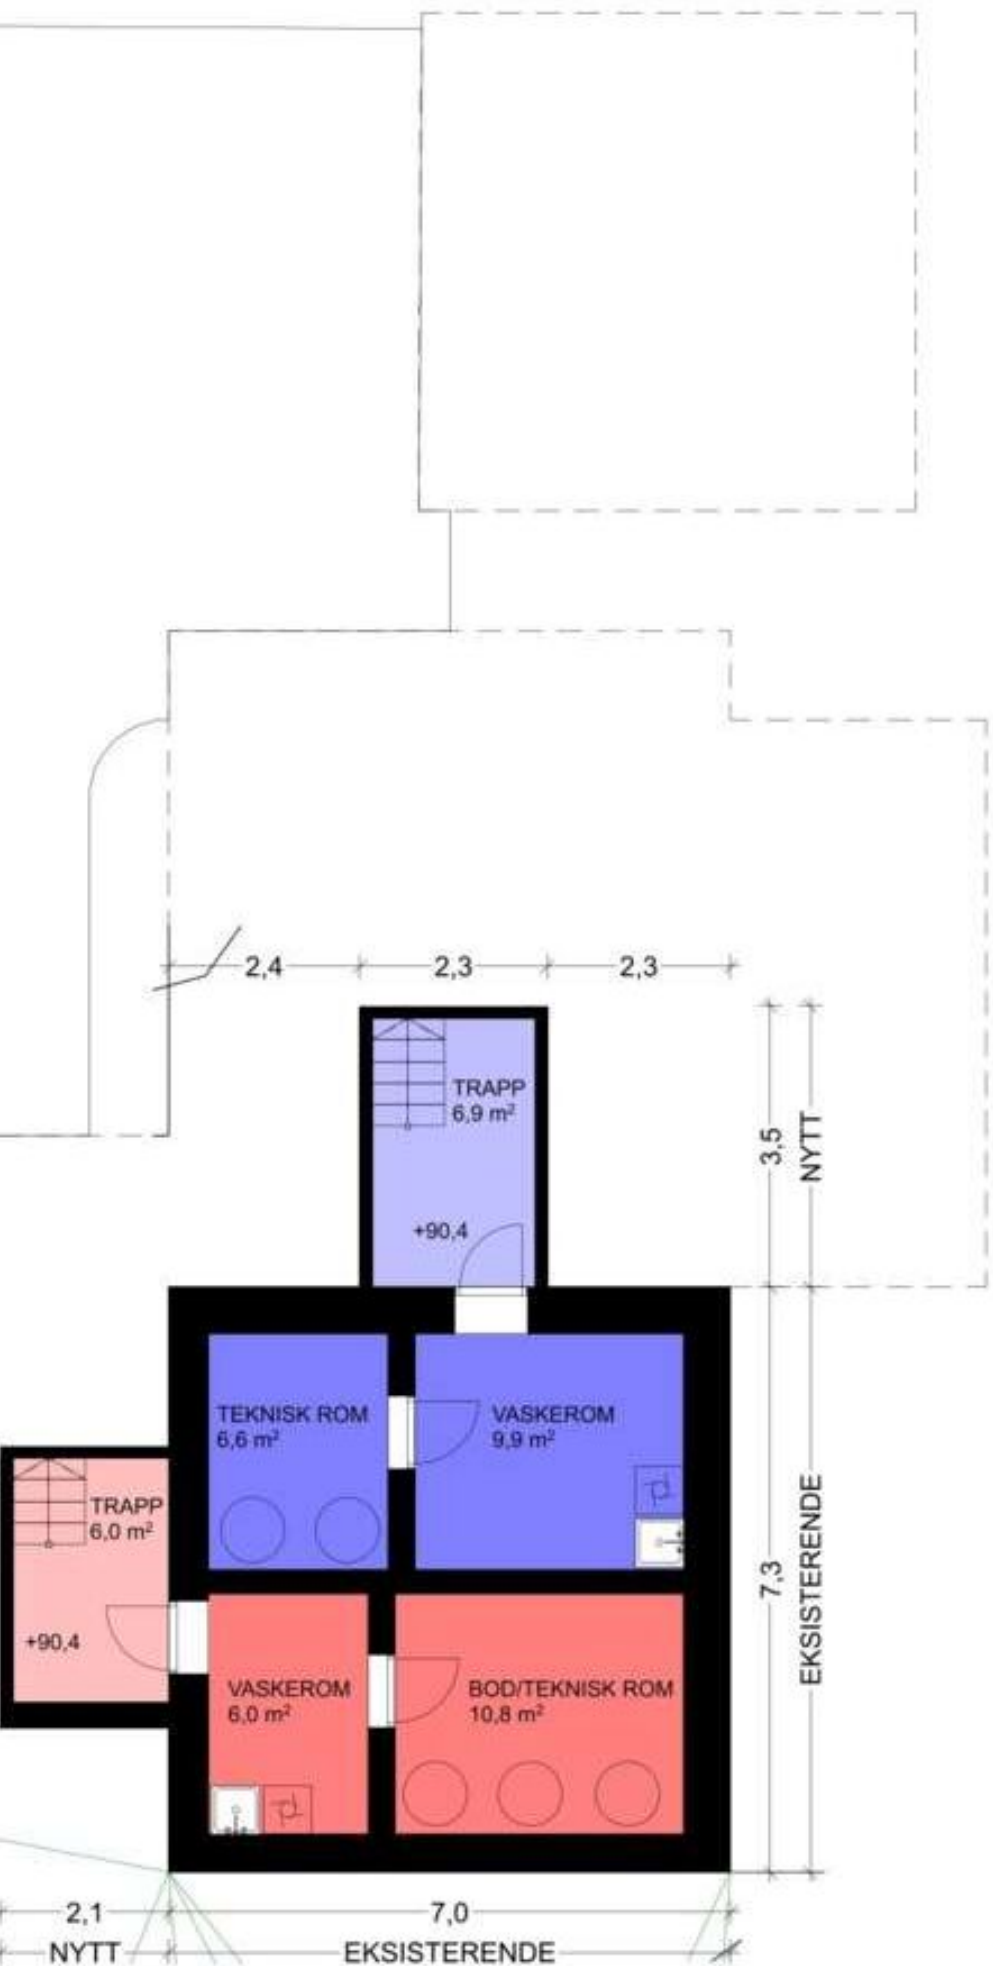 2,4
2,3
2,3
TRAPP
6,9 m²
+90,4
3,5
NYTT
TEKNISK ROM
6,6 m²
VASKEROM
9,9 m²
TRAPP
6,0 m²
+90,4
7,3
EKSISTERENDE
VASKEROM
6,0 m²
BOD/TEKNISK ROM
10,8 m²
2,1
7,0
NYTT
EKSISTERENDE